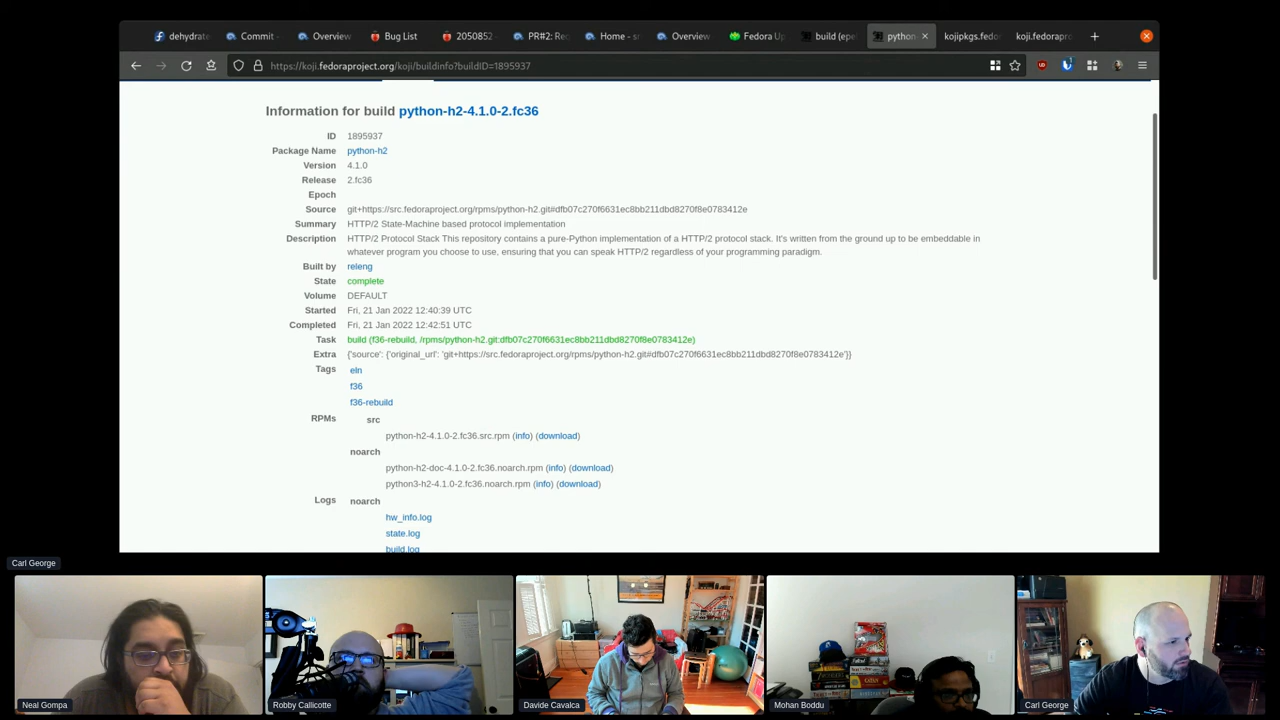 dehydrate
Commit -
Overview
Bug List
2050852 -
PR#2: Rec
Home - sr
Overview
Fedora Up
build (epel
python-
kojipkgs.fedor
koji.fedorapro
https://koji.fedoraproject.org/koji/buildinfo?buildID=1895937
Information for build python-h2-4.1.0-2.fc36
ID 1895937
Package Name python-h2
Version 4.1.0
Release 2.fc36
Epoch
Source git+https://src.fedoraproject.org/rpms/python-h2.git#dfb07c270f6631ec8bb211dbd8270f8e0783412e
Summary HTTP/2 State-Machine based protocol implementation
Description HTTP/2 Protocol Stack This repository contains a pure-Python implementation of a HTTP/2 protocol stack. It's written from the ground up to be embeddable in
whatever program you choose to use, ensuring that you can speak HTTP/2 regardless of your programming paradigm.
Built by releng
State complete
Volume DEFAULT
Started Fri, 21 Jan 2022 12:40:39 UTC
Completed Fri, 21 Jan 2022 12:42:51 UTC
Task build (f36-rebuild, /rpms/python-h2.git:dfb07c270f6631ec8bb211dbd8270f8e0783412e)
Extra {'source': {'original_url': 'git+https://src.fedoraproject.org/rpms/python-h2.git#dfb07c270f6631ec8bb211dbd8270f8e0783412e'}}
Tags eln
f36
f36-rebuild
RPMs src
python-h2-4.1.0-2.fc36.src.rpm (info) (download)
noarch
python-h2-doc-4.1.0-2.fc36.noarch.rpm (info) (download)
python3-h2-4.1.0-2.fc36.noarch.rpm (info) (download)
Logs noarch
hw_info.log
state.log
build.log
Carl George
Neal Gompa
Robby Callicotte
Davide Cavalca
Mohan Boddu
Carl George